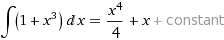 ∫(1 + x³) dx = x⁴/4 + x + constant